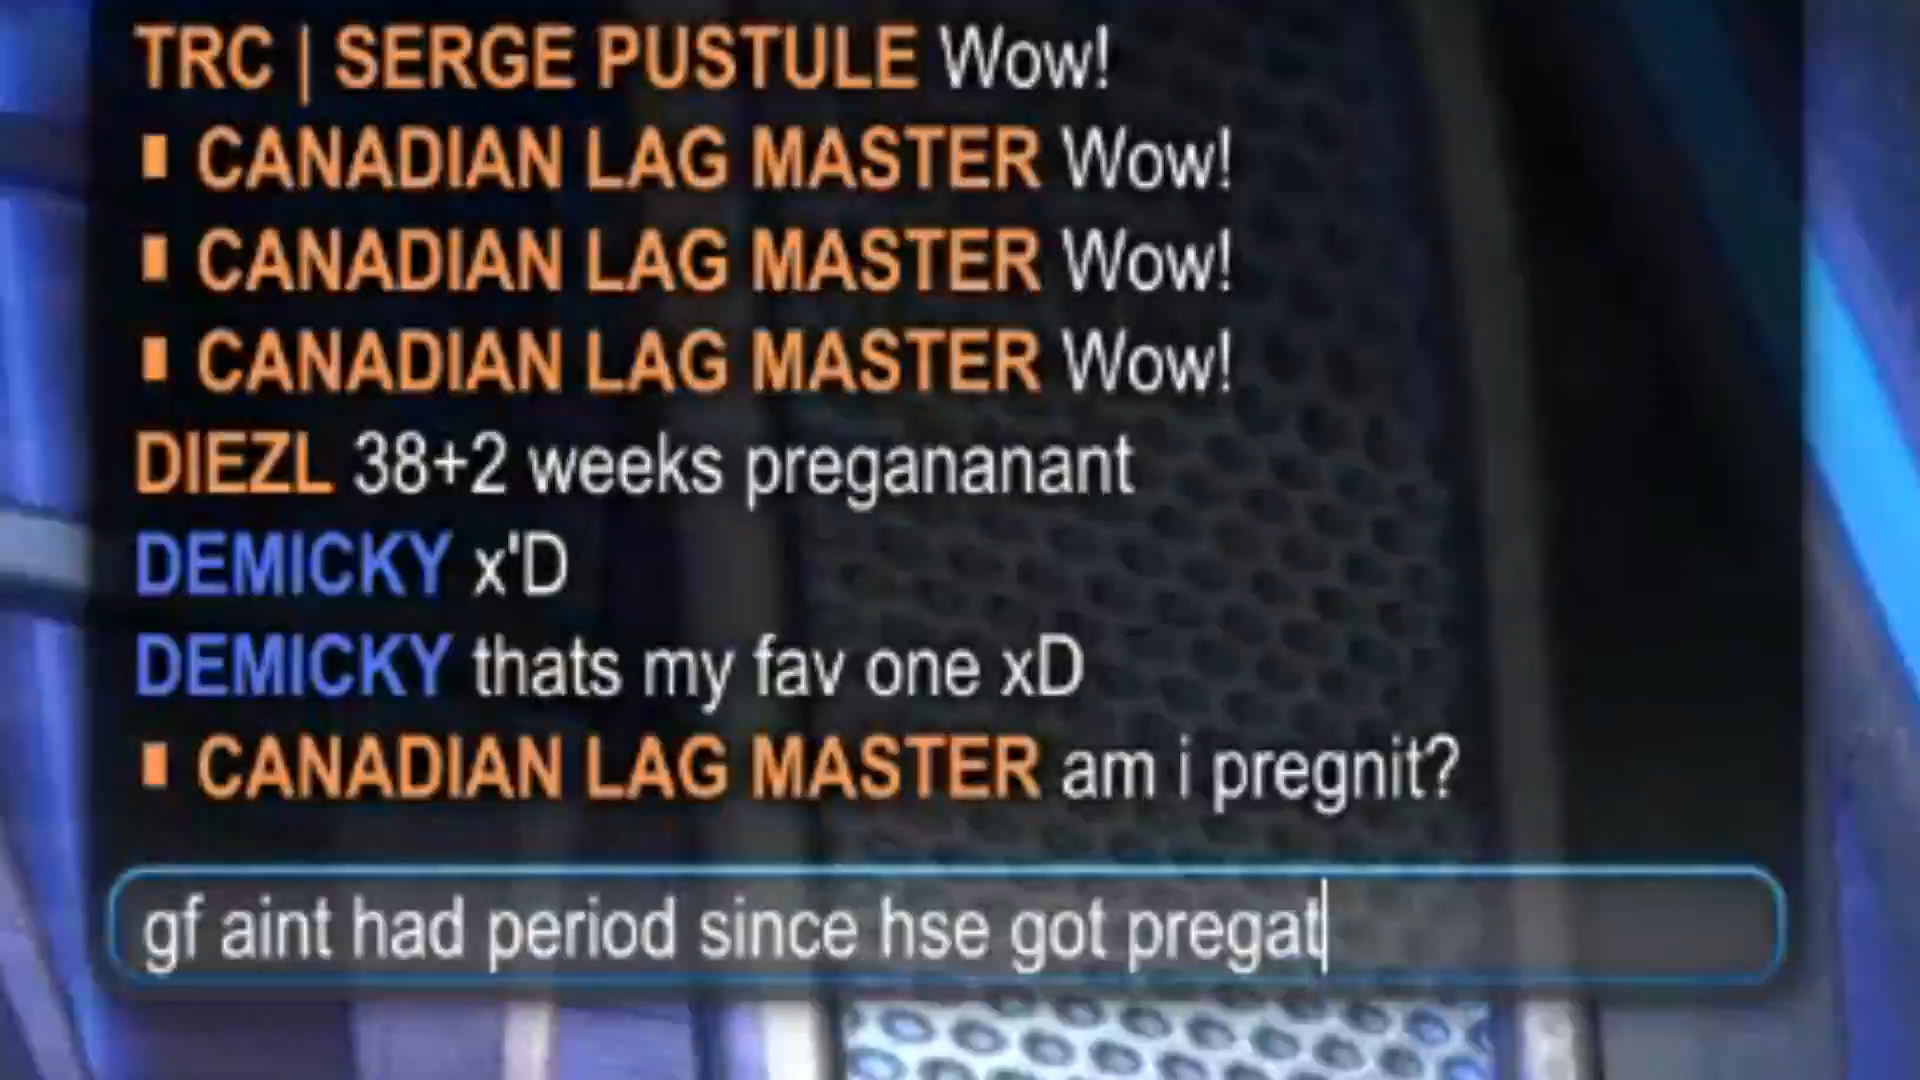 TRC | SERGE PUSTULE Wow!
CANADIAN LAG MASTER Wow!
CANADIAN LAG MASTER Wow!
CANADIAN LAG MASTER Wow!
DIEZL 38+2 weeks pregananant
DEMICKY x'D
DEMICKY thats my fav one xD
CANADIAN LAG MASTER am i pregnit?
gf aint had period since hse got pregat